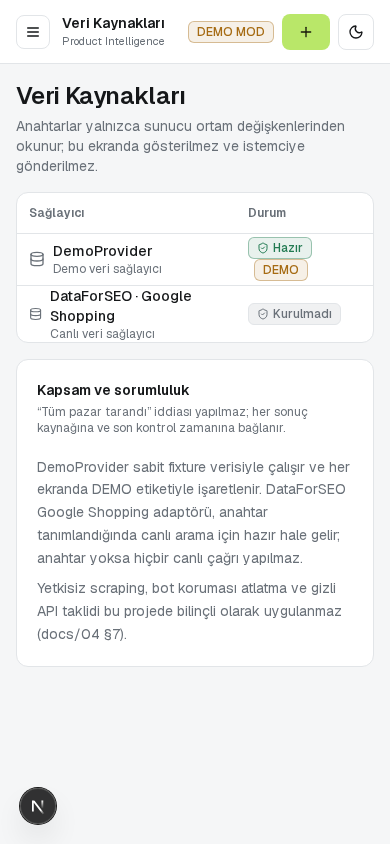 Veri Kaynakları
Product Intelligence
DEMO MOD
Veri Kaynakları
Anahtarlar yalnızca sunucu ortam değişkenlerinden
okunur; bu ekranda gösterilmez ve istemciye
gönderilmez.
Sağlayıcı Durum
DemoProvider
Demo veri sağlayıcı
Hazır
DEMO
DataForSEO · Google
Shopping
Canlı veri sağlayıcı
Kurulmadı
Kapsam ve sorumluluk
“Tüm pazar tarandı” iddiası yapılmaz; her sonuç
kaynağına ve son kontrol zamanına bağlanır.
DemoProvider sabit fixture verisiyle çalışır ve her
ekranda DEMO etiketiyle işaretlenir. DataForSEO
Google Shopping adaptörü, anahtar
tanımlandığında canlı arama için hazır hale gelir;
anahtar yoksa hiçbir canlı çağrı yapılmaz.
Yetkisiz scraping, bot koruması atlatma ve gizli
API taklidi bu projede bilinçli olarak uygulanmaz
(docs/04 §7).
N